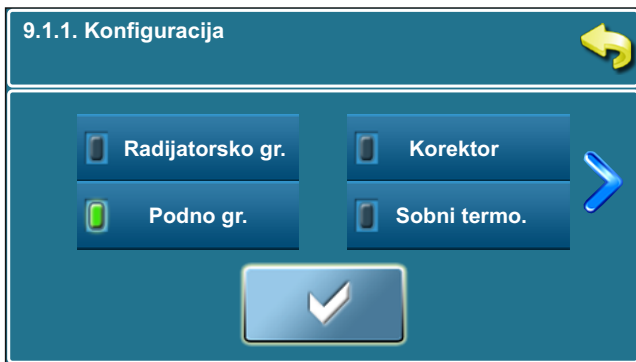 9.1.1. Konfiguracija
Radijatorsko gr.
Korektor
Podno gr.
Sobni termo.